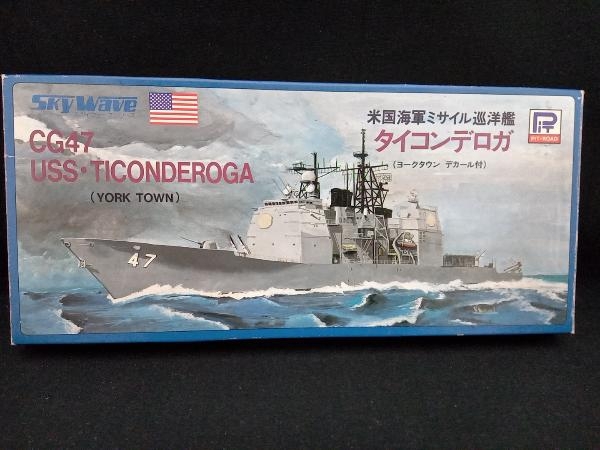 SkyWave
CG47
USS・TICONDEROGA
(YORK TOWN)
米国海軍ミサイル巡洋艦
タイコンデロガ
(ヨークタウン デカール付)
PIT
PIT-ROAD
47